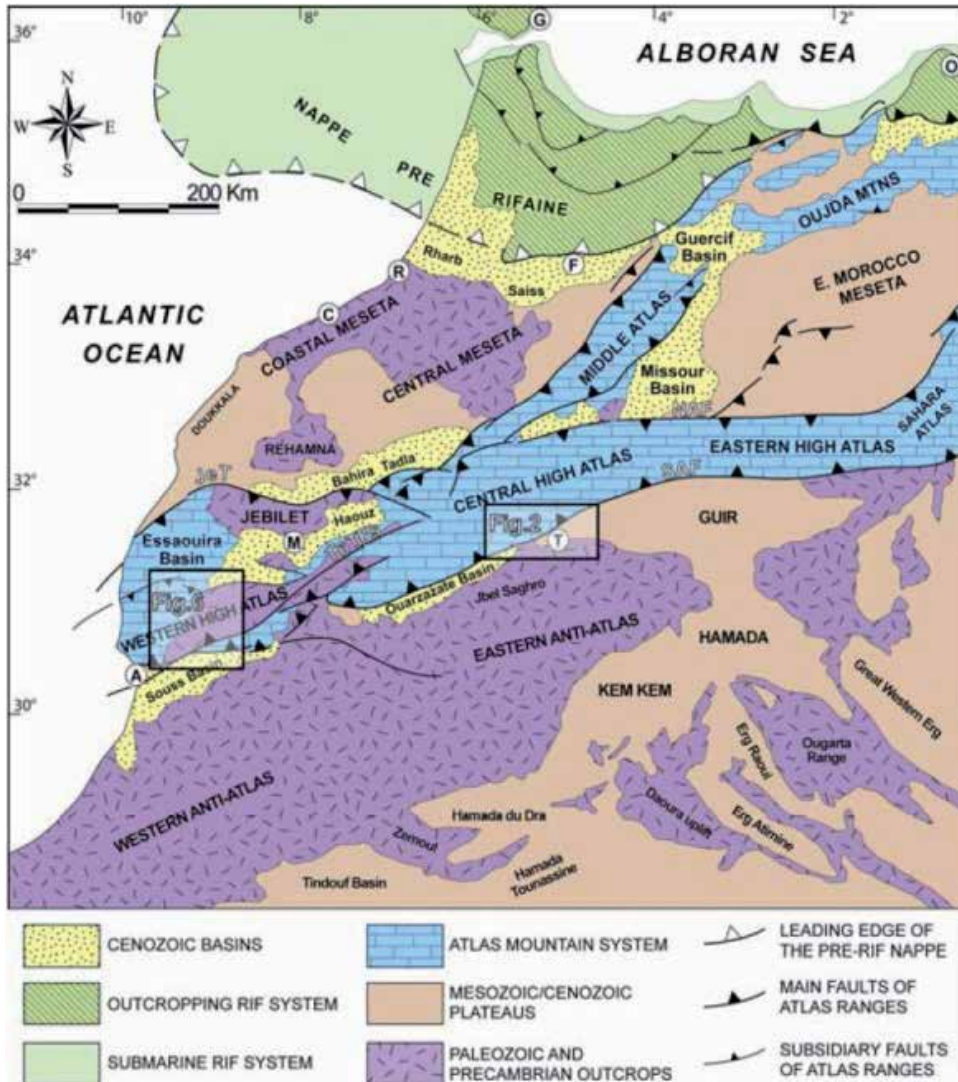 10° 8° 6° 4° 2°
G
36°
ALBORAN SEA
O
N
W E
S
NAPPE
PRE
0 200 Km
RIFAINE
OUJDA MTNS
34°
Rharb
Guercif
Basin
F
R
Saiss
E. MOROCCO
MESETA
ATLANTIC
OCEAN
C
COASTAL MESETA
CENTRAL MESETA
MIDDLE ATLAS
Missour
Basin
DOUKKALA
NAF
SAHARA
ATLAS
REHAMNA
Bahira Tadla
EASTERN HIGH ATLAS
CENTRAL HIGH ATLAS
SAF
32°
JeT
JEBILET
Haouz
GUIR
Essaouira
Basin
M
Fig.2
T
Fig.6
WESTERN HIGH ATLAS
Ouarzazate Basin
Jbel Saghro
A
Souss Basin
EASTERN ANTI-ATLAS
HAMADA
KEM KEM
30°
Great Western Erg
Erg Raoul
Ougarta
Range
WESTERN ANTI-ATLAS
Hamada du Dra
Daoura uplift
Erg Atimine
Zemoul
Hamada
Tounassine
Tindouf Basin
CENOZOIC BASINS
ATLAS MOUNTAIN SYSTEM
LEADING EDGE OF
THE PRE-RIF NAPPE
OUTCROPPING RIF SYSTEM
MESOZOIC/CENOZOIC
PLATEAUS
MAIN FAULTS OF
ATLAS RANGES
SUBMARINE RIF SYSTEM
PALEOZOIC AND
PRECAMBRIAN OUTCROPS
SUBSIDIARY FAULTS
OF ATLAS RANGES